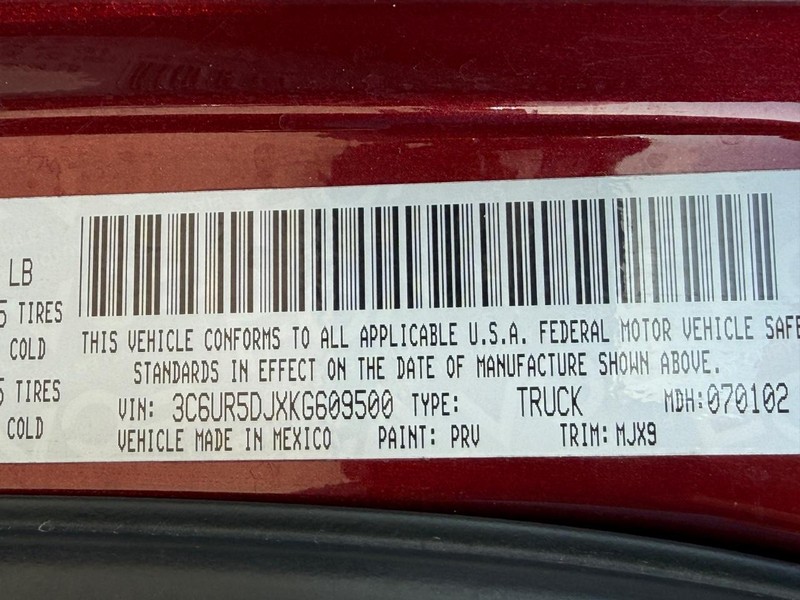 LB
5 TIRES
COLD
5 TIRES
COLD
THIS VEHICLE CONFORMS TO ALL APPLICABLE U.S.A. FEDERAL MOTOR VEHICLE SAFE
STANDARDS IN EFFECT ON THE DATE OF MANUFACTURE SHOWN ABOVE.
VIN: 3C6UR5DJXKG609500 TYPE: TRUCK MDH:070102
VEHICLE MADE IN MEXICO PAINT: PRV TRIM: MJX9